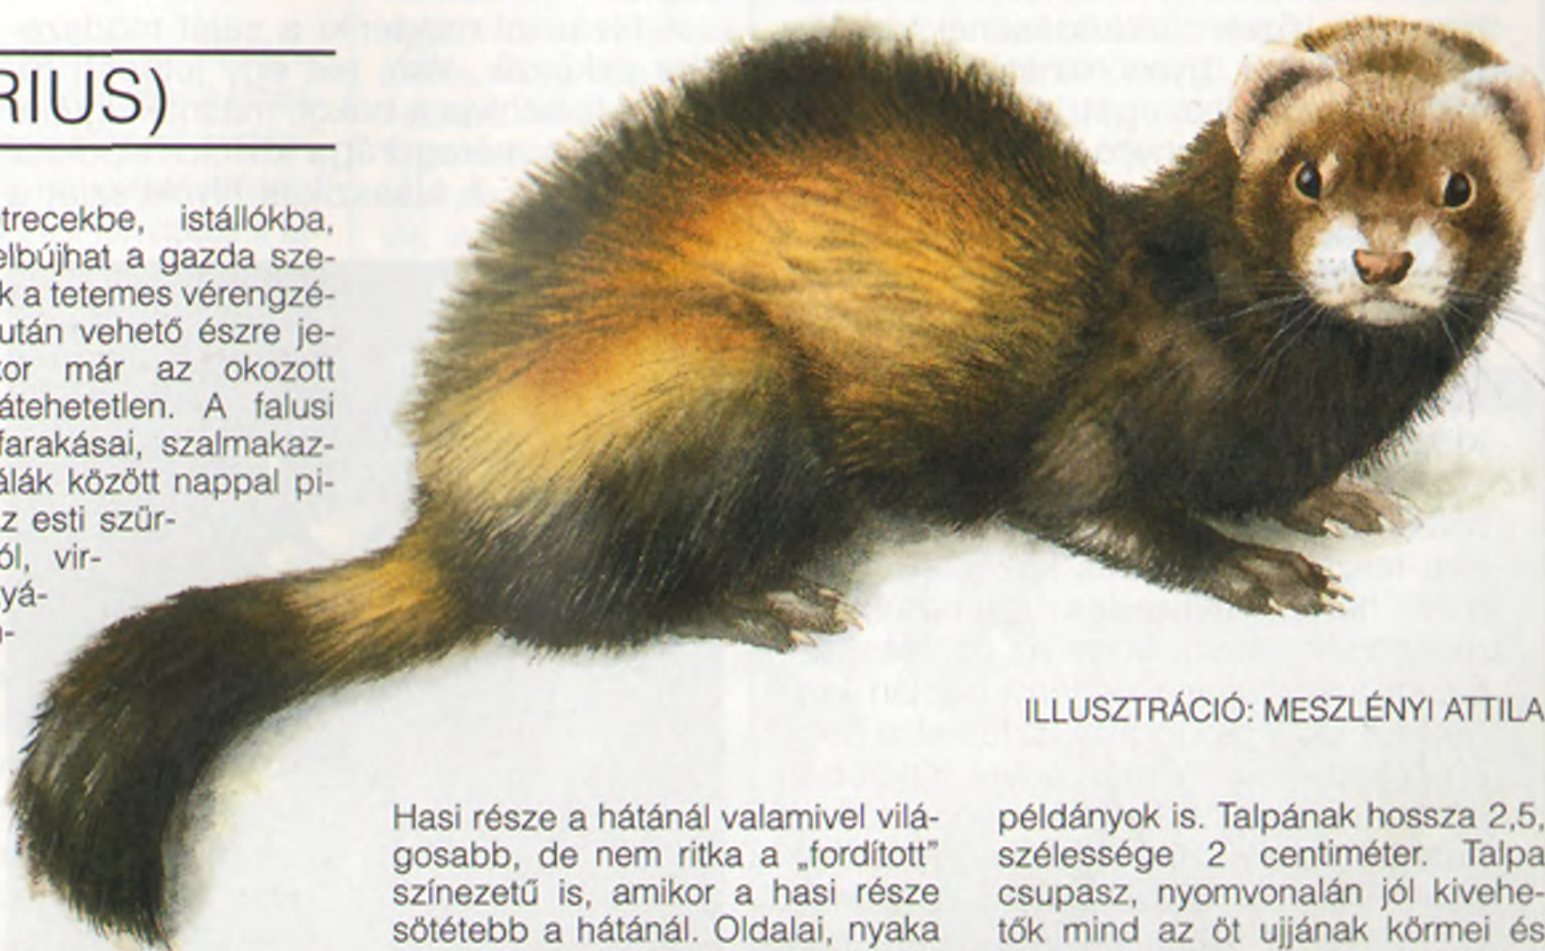 RIUS)
trecekbe, istállókba,
elbújhat a gazda sze-
k a tetemes vérengzé-
után vehető észre je-
kor már az okozott
átehetetlen. A falusi
farakásai, szalmakaz-
álák között nappal pi-
az esti szür-
ól, vir-
yá-
ILLUSZTRÁCIÓ: MESZLÉNYI ATTILA
Hasi része a hátánál valamivel vilá-
gosabb, de nem ritka a „fordított”
színezetű is, amikor a hasi része
sötétebb a hátánál. Oldalai, nyaka
példányok is. Talpának hossza 2,5,
szélessége 2 centiméter. Talpa
csupasz, nyomvonalán jól kivehe-
tők mind az öt ujjának körmei és